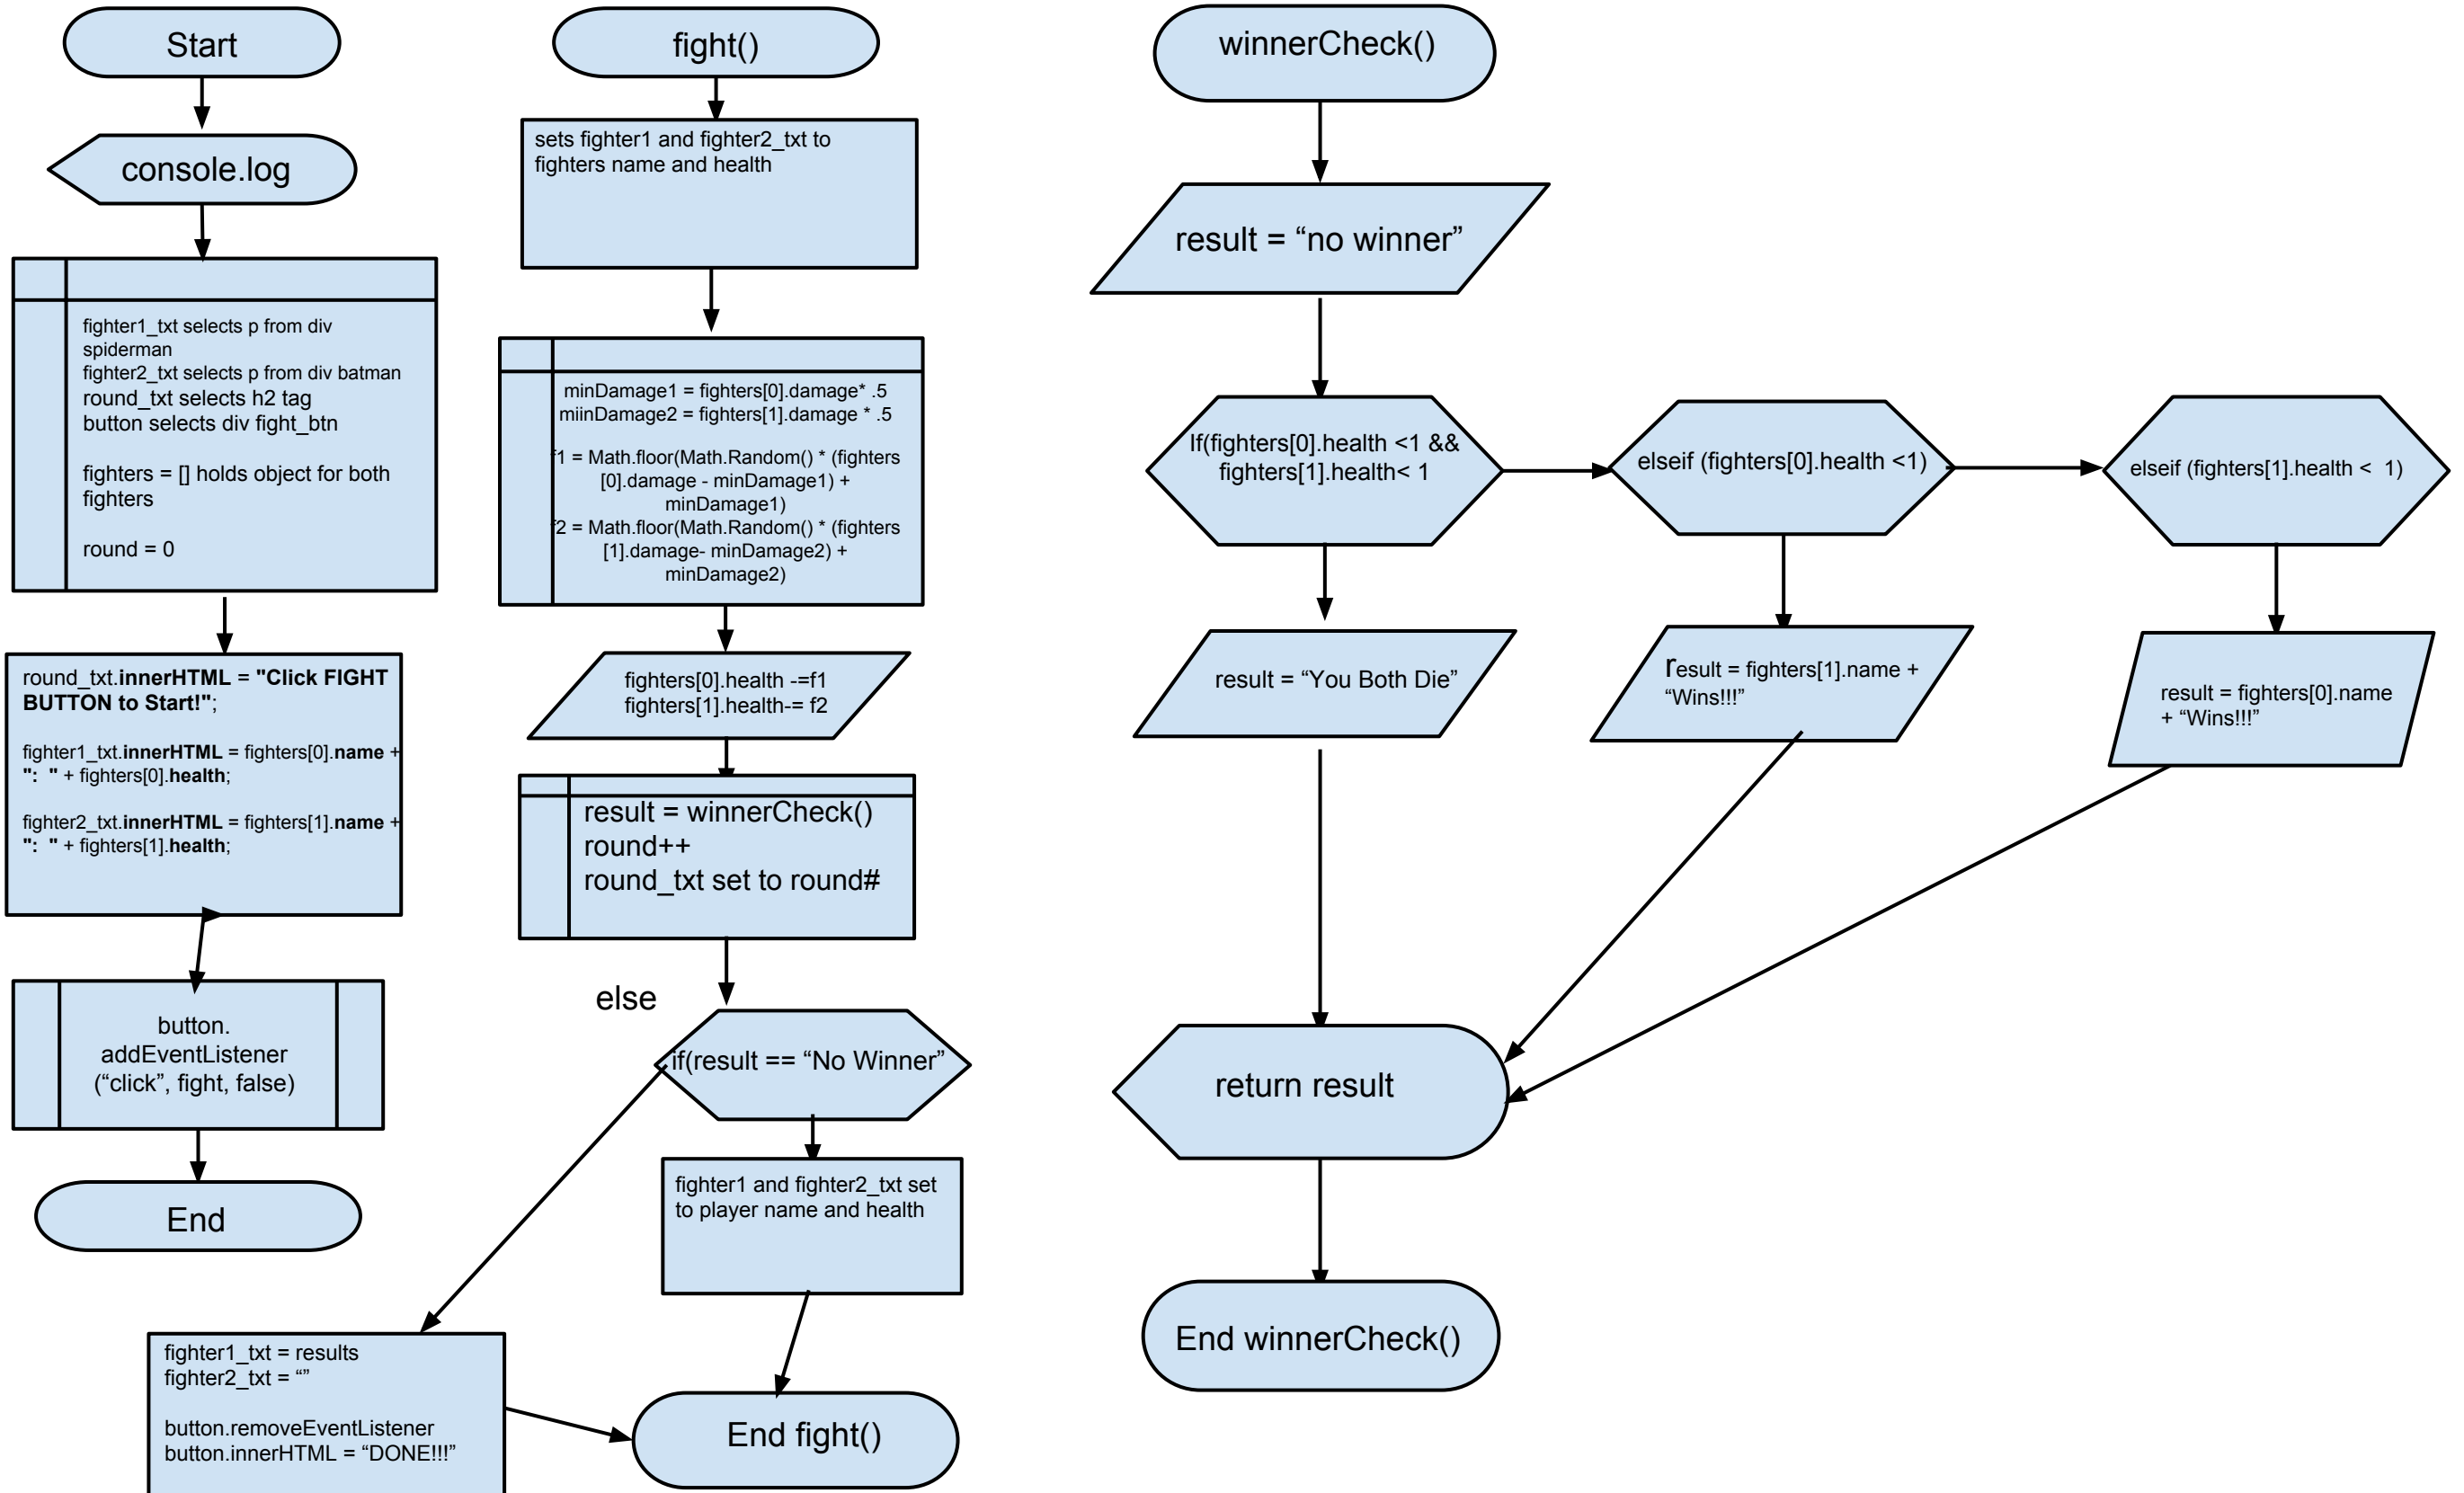 Start
console.log
fighter1_txt selects p from div
spiderman
fighter2_txt selects p from div batman
round_txt selects h2 tag
button selects div fight_btn
fighters = [] holds object for both
fighters
round = 0
round_txt.innerHTML = "Click FIGHT
BUTTON to Start!";
fighter1_txt.innerHTML = fighters[0].name +
":  " + fighters[0].health;
fighter2_txt.innerHTML = fighters[1].name +
":  " + fighters[1].health;
button.
addEventListener
(“click”, fight, false)
End
fight()
sets fighter1 and fighter2_txt to
fighters name and health
minDamage1 = fighters[0].damage* .5
miinDamage2 = fighters[1].damage * .5
f1 = Math.floor(Math.Random() * (fighters
[0].damage - minDamage1) +
minDamage1)
f2 = Math.floor(Math.Random() * (fighters
[1].damage- minDamage2) +
minDamage2)
fighters[0].health -=f1
fighters[1].health-= f2
result = winnerCheck()
round++
round_txt set to round#
else
if(result == “No Winner”
fighter1 and fighter2_txt set
to player name and health
fighter1_txt = results
fighter2_txt = “”
button.removeEventListener
button.innerHTML = “DONE!!!”
End fight()
winnerCheck()
result = “no winner”
If(fighters[0].health <1 &&
fighters[1].health< 1
elseif (fighters[0].health <1)
elseif (fighters[1].health <  1)
result = “You Both Die”
result = fighters[1].name +
“Wins!!!”
result = fighters[0].name
+ “Wins!!!”
return result
End winnerCheck()